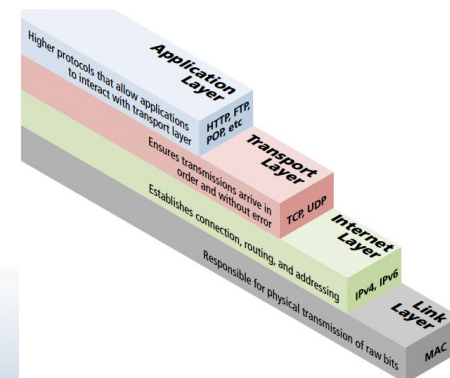 Application
Layer
Higher protocols that allow applications
to interact with transport layer
HTTP, FTP,
POP, etc
Transport
Layer
Ensures transmissions arrive in
order and without error
TCP, UDP
Internet
Layer
Establishes connection, routing, and addressing
IPv4, IPv6
Link
Layer
Responsible for physical transmission of raw bits
MAC